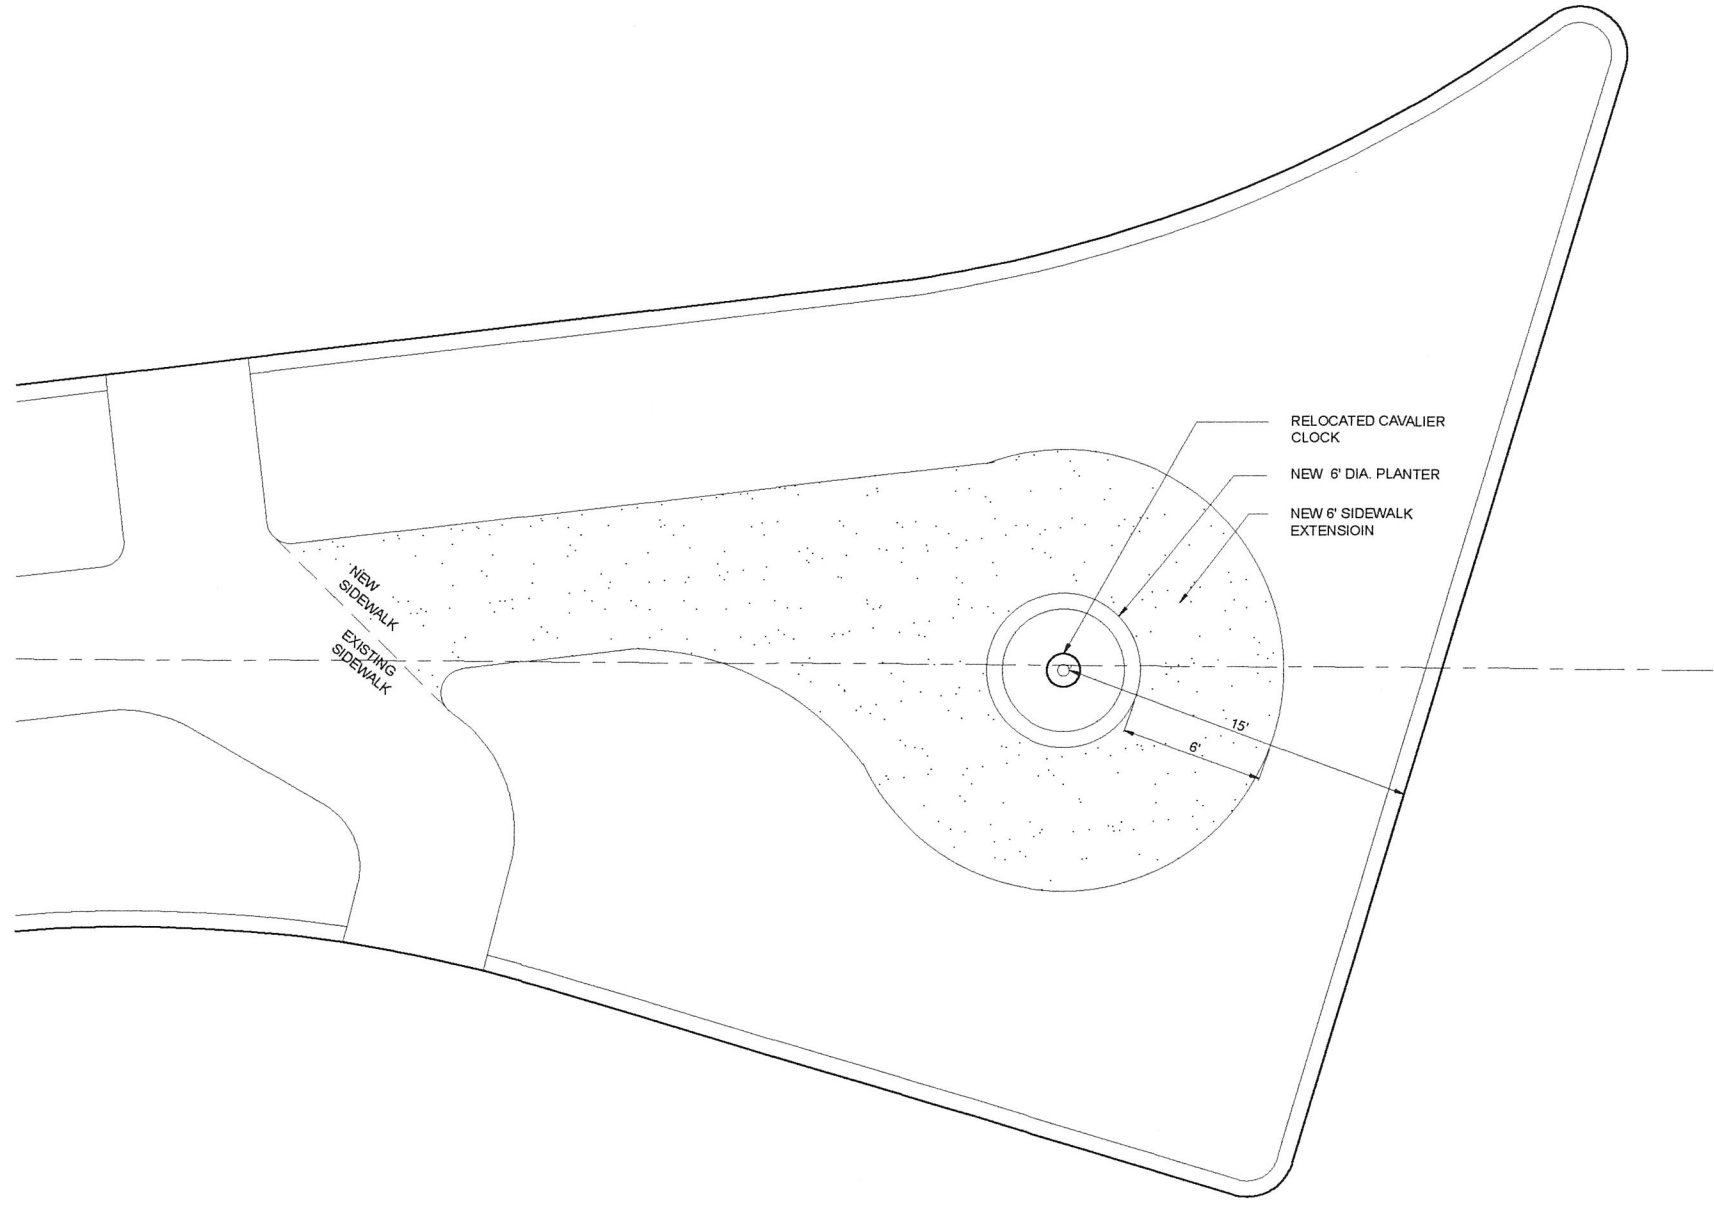 RELOCATED CAVALIER
CLOCK
NEW 6' DIA. PLANTER
NEW 6' SIDEWALK
EXTENSIOIN
NEW
SIDEWALK
EXISTING
SIDEWALK
15'
6'